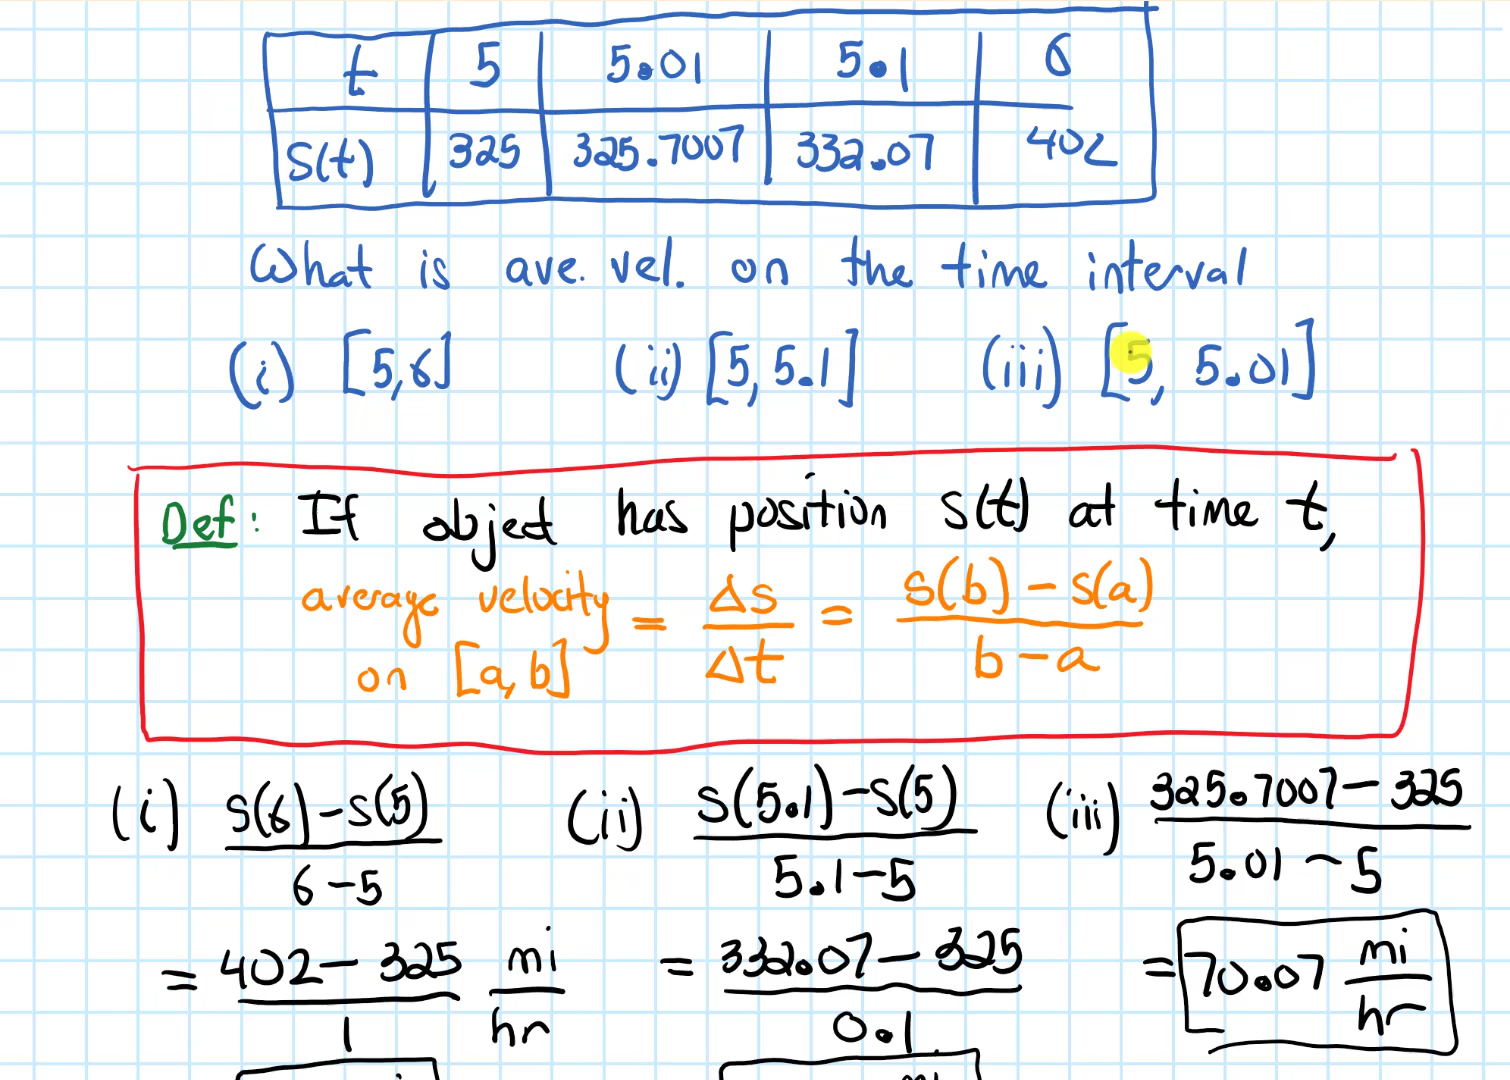 t 5 5.01 5.1 6
S(t) 325 325.7007 332.07 402
What is ave. vel. on the time interval
(i) [5,6] (ii) [5, 5.1] (iii) [5, 5.01]
Def: If object has position s(t) at time t,
average velocity on [a,b] = Δs/Δt = s(b) - s(a) / b - a
(i) s(6)-s(5) / 6-5 (ii) s(5.1)-s(5) / 5.1-5 (iii) 325.7007 - 325 / 5.01 - 5
= 402 - 325 / 1 mi/hr = 332.07 - 325 / 0.1 = 70.07 mi/hr